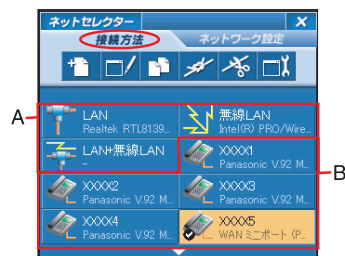 ネットセレクター
接続方法
ネットワーク設定
A
LAN
Realtek RTL8139...
無線LAN
Intel(R) PRO/Wire...
LAN+無線LAN
-
XXXX1
Panasonic V.92 M...
B
XXXX2
Panasonic V.92 M...
XXXX3
Panasonic V.92 M...
XXXX4
Panasonic V.92 M...
XXXX5
WAN ミニポート (P...